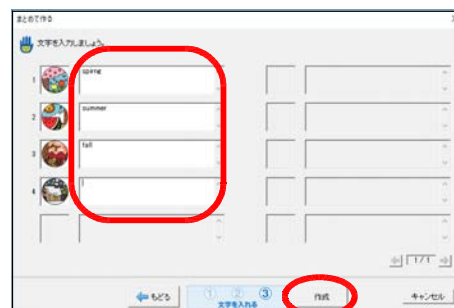 まとめて作る
文字を入力しましょう。
1 spirng
2 summer
3 fall
4
1/1
もどる ① ② ③ 作成 キャンセル
文字を入れる